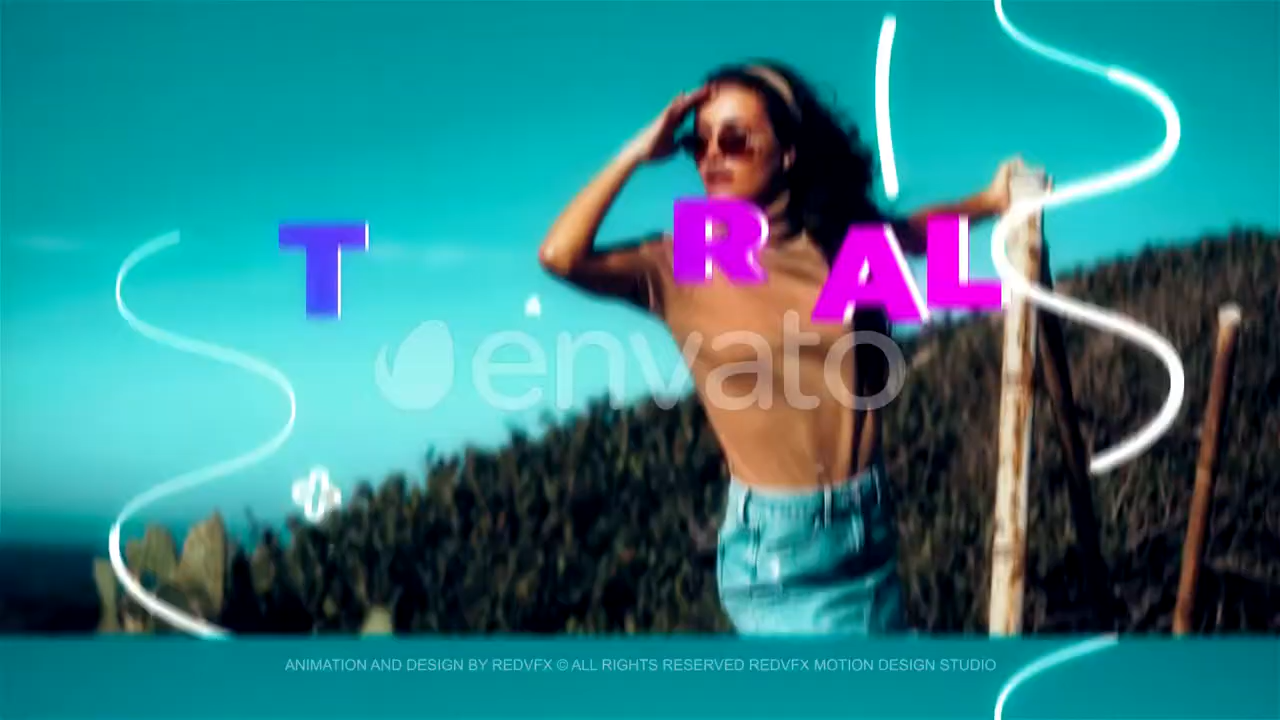 T RAL
envato
ANIMATION AND DESIGN BY REDVFX © ALL RIGHTS RESERVED REDVFX MOTION DESIGN STUDIO